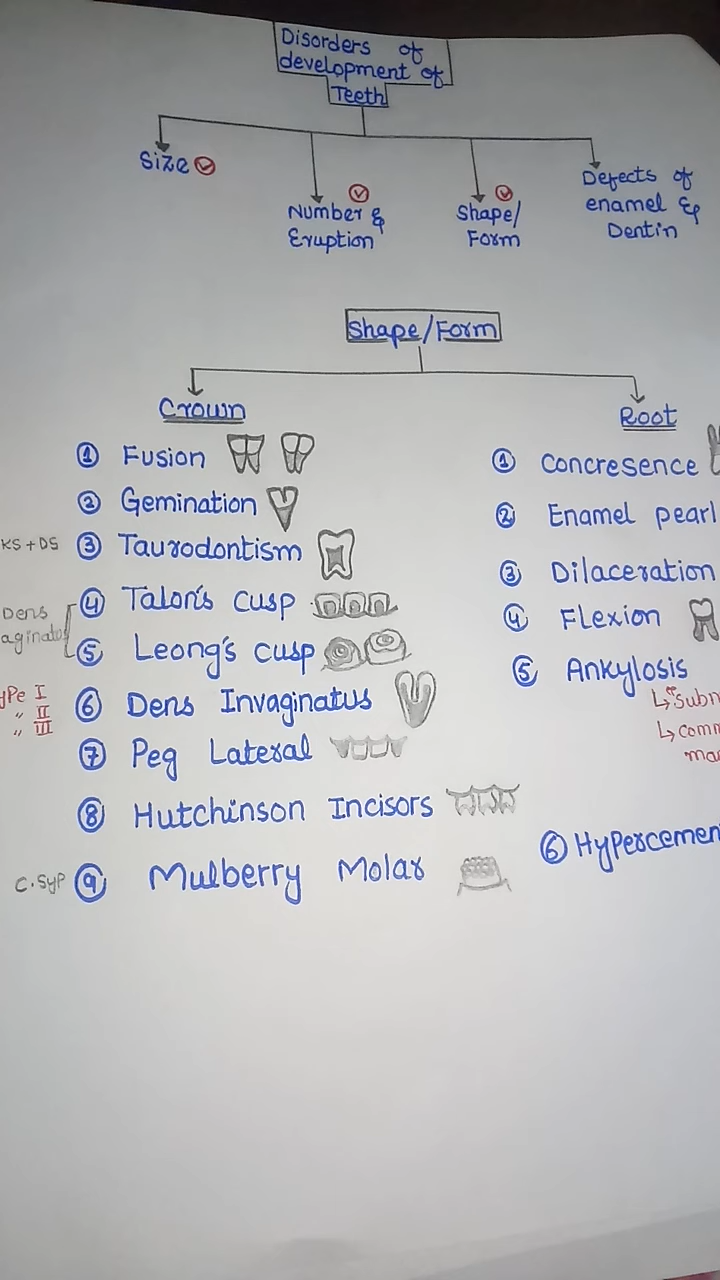 Disorders of
development of
Teeth
Size
Number &
Eruption
Shape/
Form
Defects of
enamel &
Dentin
Shape/Form
Crown
① Fusion
② Gemination
KS + DS ③ Taurodontism
④ Talon's cusp
Dens
⑤ Leong's cusp
⑥ Dens Invaginatus
I
" II
" III
⑦ Peg Lateral
⑧ Hutchinson Incisors
C.Syp ⑨ Mulberry Molar
Root
① Concresence
② Enamel pearl
③ Dilaceration
④ Flexion
⑤ Ankylosis
⑥ Hypercemen